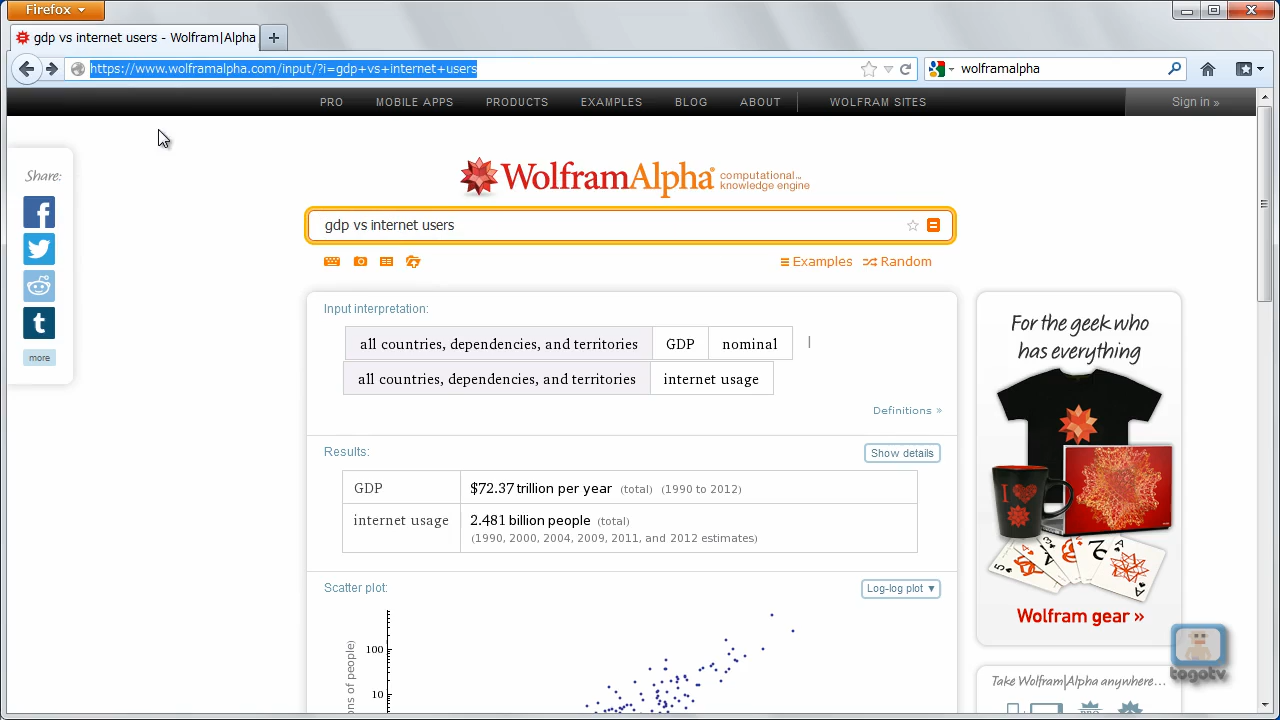 Firefox
gdp vs internet users - Wolfram|Alpha
https://www.wolframalpha.com/input/?i=gdp+vs+internet+users
wolframalpha
PRO MOBILE APPS PRODUCTS EXAMPLES BLOG ABOUT WOLFRAM SITES Sign in »
Share:
WolframAlpha computational...
knowledge engine
gdp vs internet users
Examples Random
more
Input interpretation:
all countries, dependencies, and territories GDP nominal |
all countries, dependencies, and territories internet usage
Definitions »
Results:
Show details
GDP $72.37 trillion per year (total) (1990 to 2012)
internet usage 2.481 billion people (total)
(1990, 2000, 2004, 2009, 2011, and 2012 estimates)
Scatter plot:
Log-log plot ▼
100
10
ons of people)
For the geek who
has everything
Wolfram gear »
togotv
Take Wolfram|Alpha anywhere...